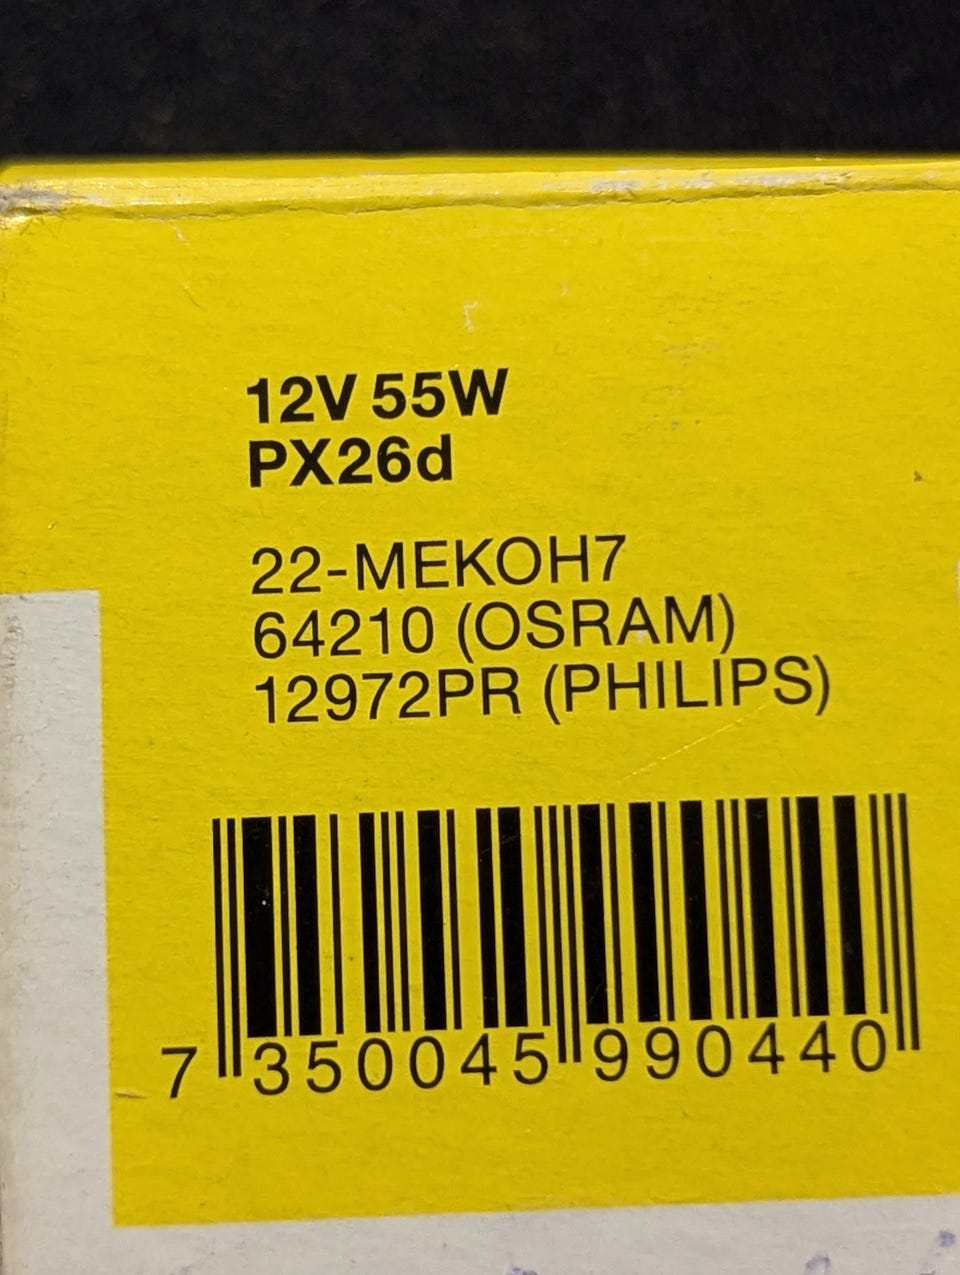 12V 55W
PX26d
22-MEKOH7
64210 (OSRAM)
12972PR (PHILIPS)
7 350045 990440